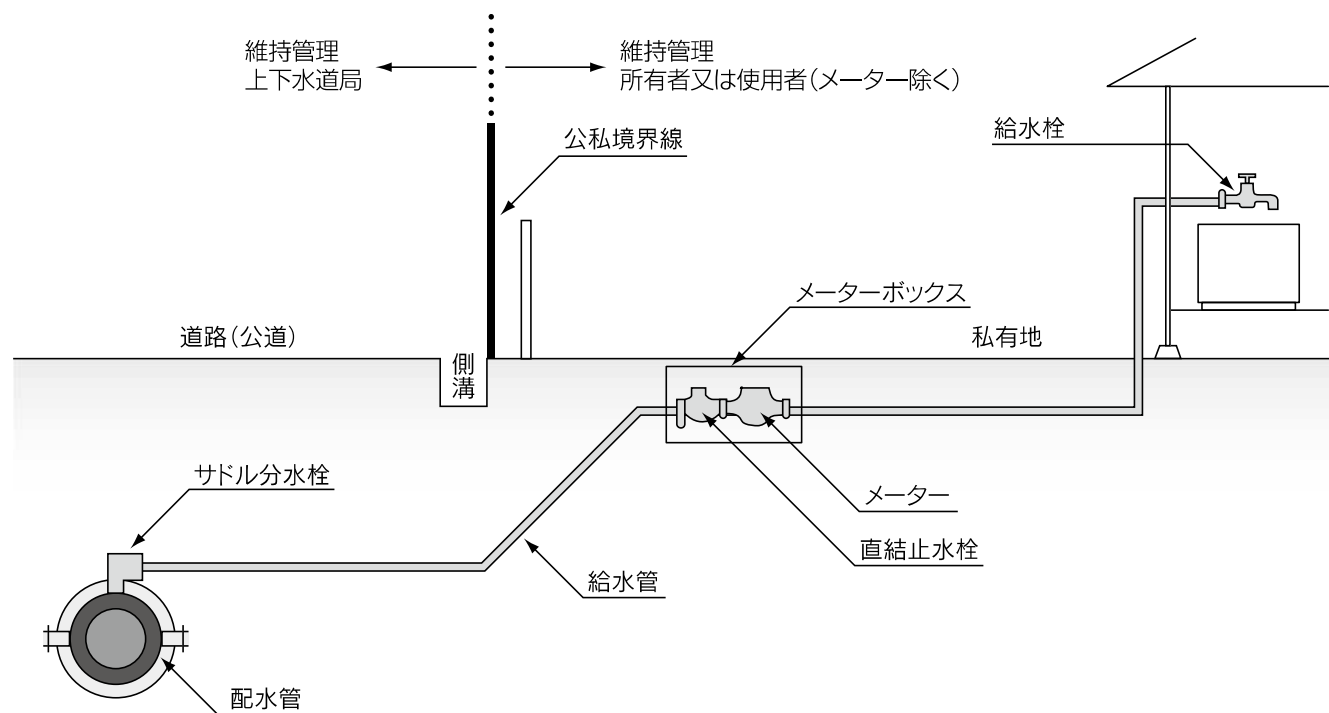 維持管理
上下水道局
維持管理
所有者又は使用者（メーター除く）
公私境界線
給水栓
メーターボックス
道路（公道）
私有地
側溝
サドル分水栓
メーター
直結止水栓
給水管
配水管